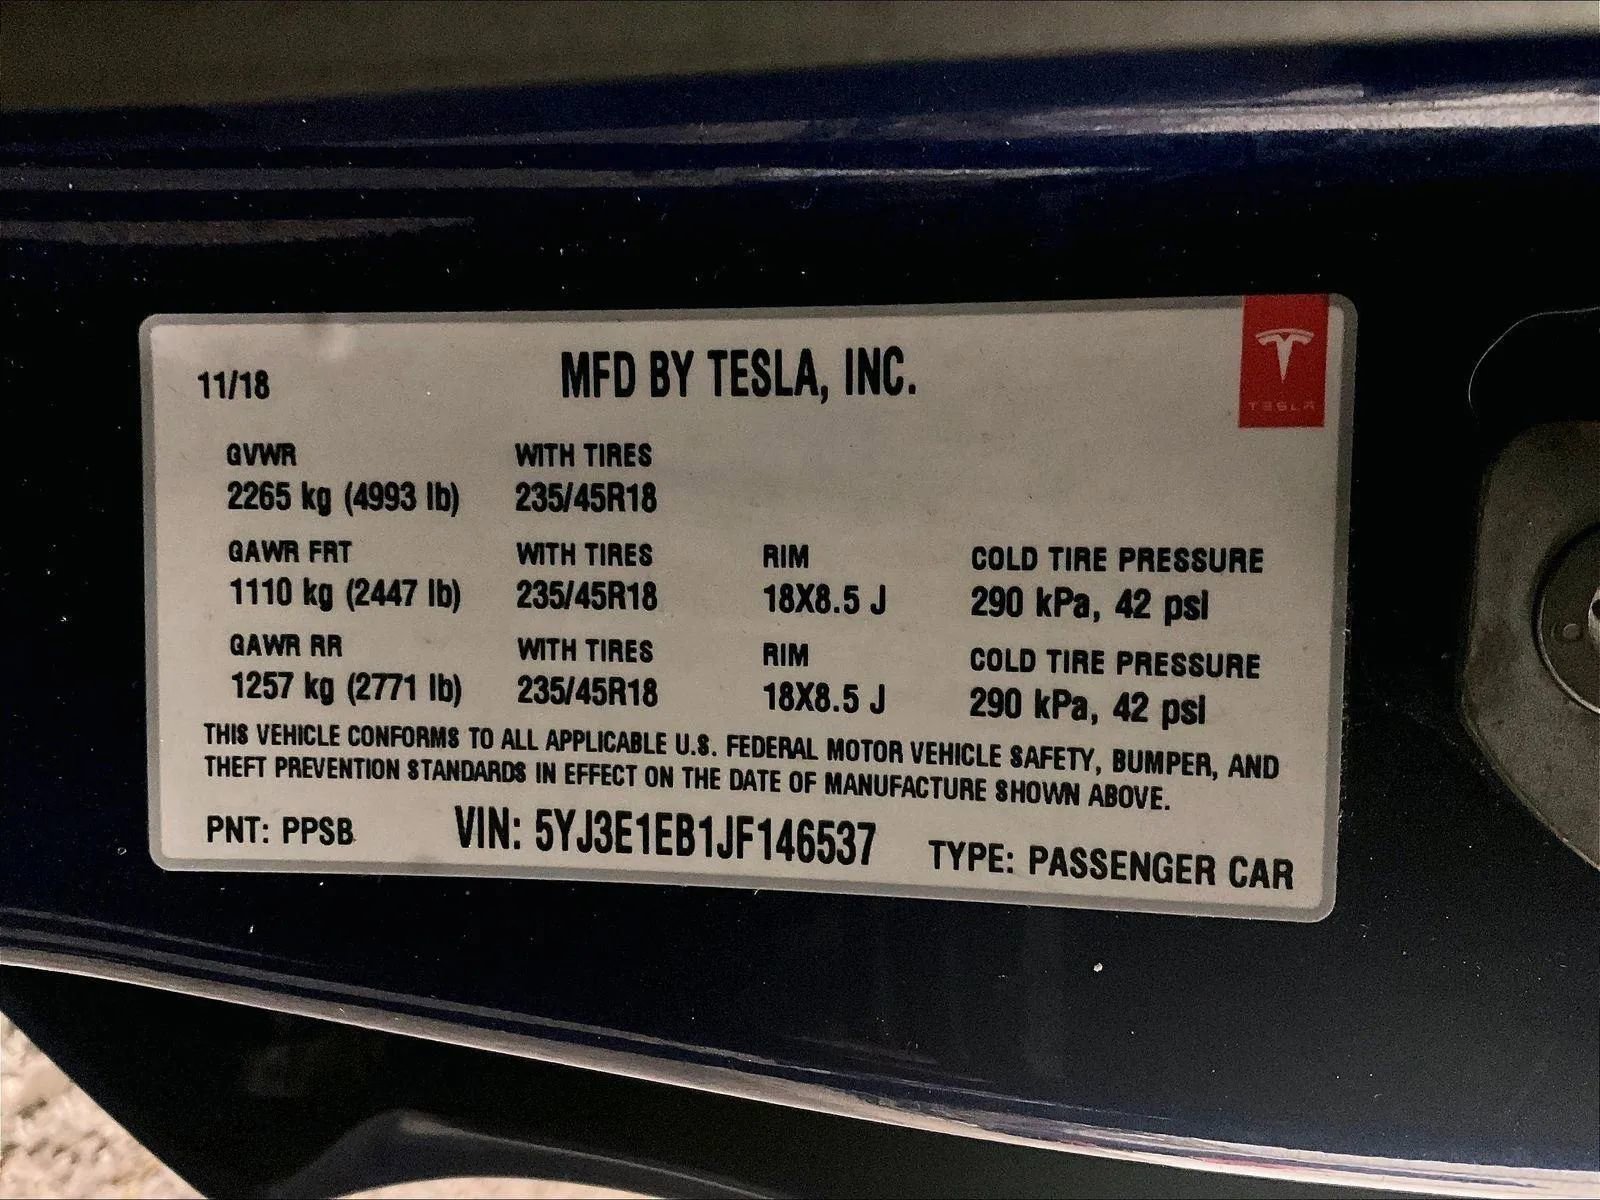 11/18 MFD BY TESLA, INC.
TESLA
GVWR WITH TIRES
2265 kg (4993 lb) 235/45R18
GAWR FRT WITH TIRES RIM COLD TIRE PRESSURE
1110 kg (2447 lb) 235/45R18 18X8.5 J 290 kPa, 42 psi
GAWR RR WITH TIRES RIM COLD TIRE PRESSURE
1257 kg (2771 lb) 235/45R18 18X8.5 J 290 kPa, 42 psi
THIS VEHICLE CONFORMS TO ALL APPLICABLE U.S. FEDERAL MOTOR VEHICLE SAFETY, BUMPER, AND
THEFT PREVENTION STANDARDS IN EFFECT ON THE DATE OF MANUFACTURE SHOWN ABOVE.
PNT: PPSB VIN: 5YJ3E1EB1JF146537 TYPE: PASSENGER CAR